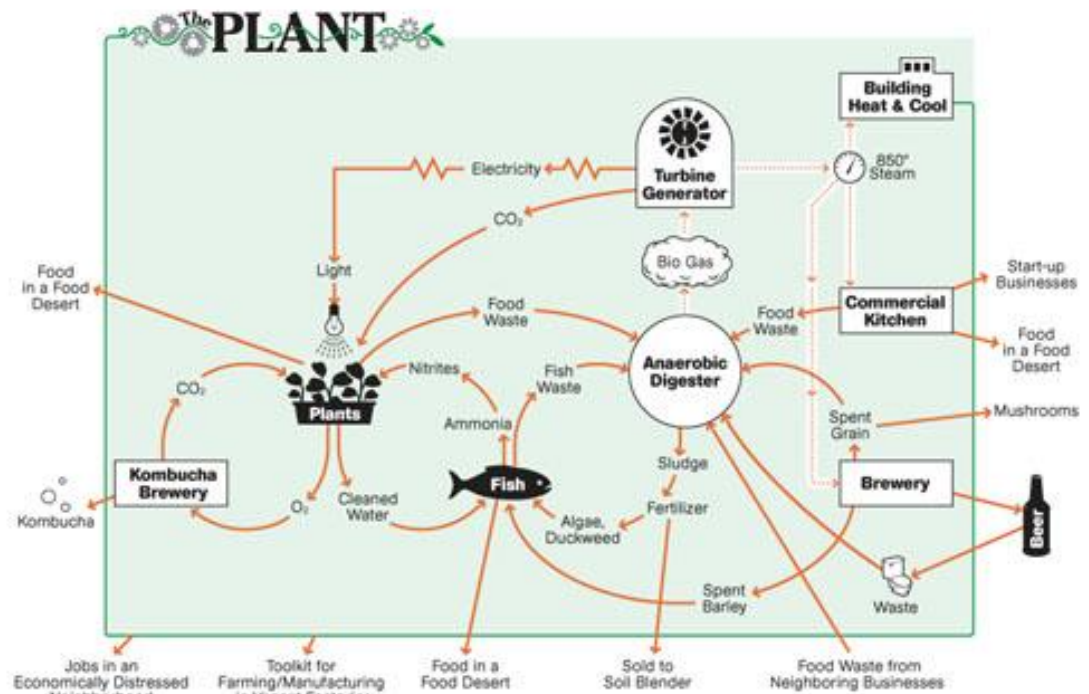 The PLANT
Building
Heat & Cool
850°
Steam
Turbine
Generator
Electricity
CO₂
Bio Gas
Light
Food
in a Food
Desert
Start-up
Businesses
Commercial
Kitchen
Food
Waste
Food
Waste
Food
in a Food
Desert
Anaerobic
Digester
Nitrites
Fish
Waste
CO₂
Plants
Mushrooms
Spent
Grain
Ammonia
Sludge
Kombucha
Brewery
Fish
Brewery
Cleaned
Water
O₂
Fertilizer
Kombucha
Algae,
Duckweed
Beer
Spent
Barley
Waste
Jobs in an
Economically Distressed
Toolkit for
Farming/Manufacturing
Food in a
Food Desert
Sold to
Soil Blender
Food Waste from
Neighboring Businesses